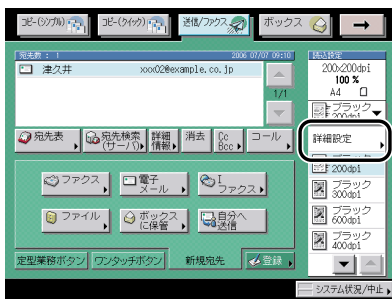 コピー(シンプル)
コピー(クイック)
送信/ファクス
ボックス
宛先数: 1
2006 07/07 09:10
津久井
xxx02@example.co.jp
1/1
宛先表
宛先検索(サーバ)
詳細情報
消去
Cc Bcc
コール
ファクス
電子メール
Iファクス
ファイル
ボックスに保管
自分へ送信
定型業務ボタン
ワンタッチボタン
新規宛先
登録
読込設定
200x200dpi
100 %
A4
ブラック
200dpi
詳細設定
200dpi
ブラック
300dpi
ブラック
600dpi
ブラック
400dpi
システム状況/中止